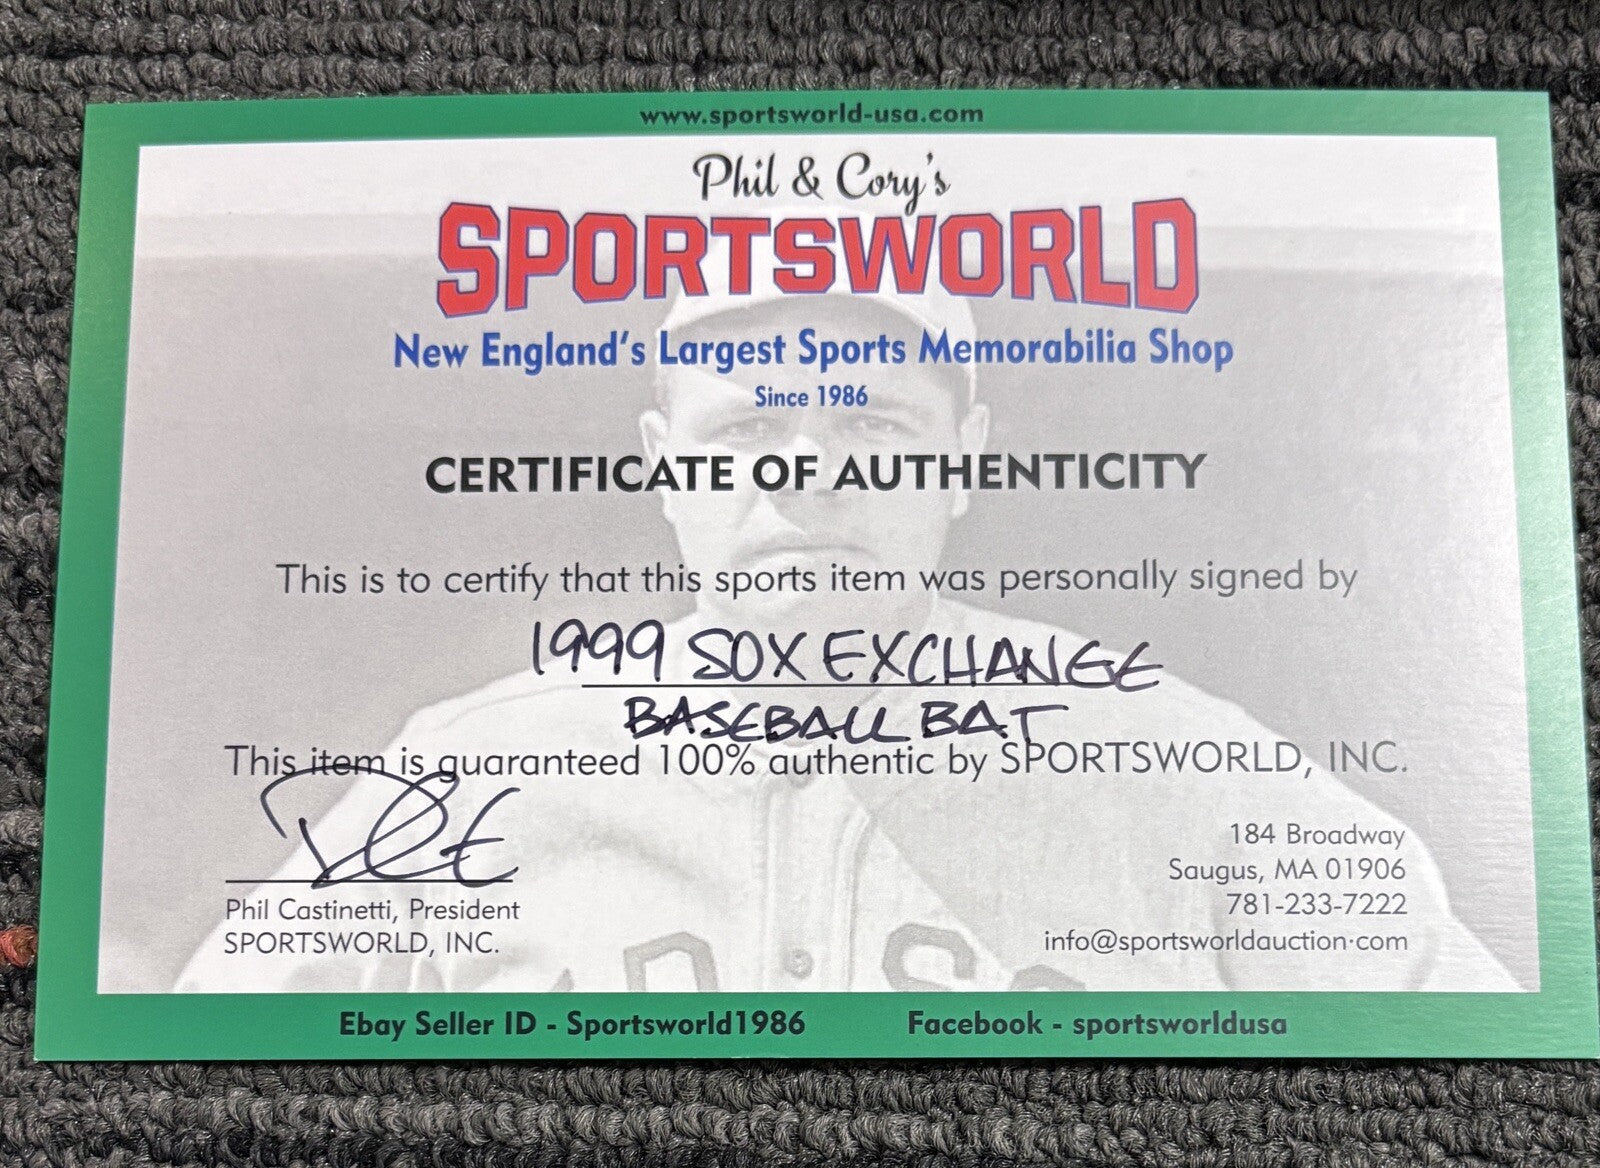 www.sportsworld-usa.com
Phil & Cory's
SPORTSWORLD
New England's Largest Sports Memorabilia Shop
Since 1986
CERTIFICATE OF AUTHENTICITY
This is to certify that this sports item was personally signed by
1999 SOX EXCHANGE
BASEBALL BAT
This item is guaranteed 100% authentic by SPORTSWORLD, INC.
Phil Castinetti, President
SPORTSWORLD, INC.
184 Broadway
Saugus, MA 01906
781-233-7222
info@sportsworldauction·com
Ebay Seller ID - Sportsworld1986
Facebook - sportsworldusa